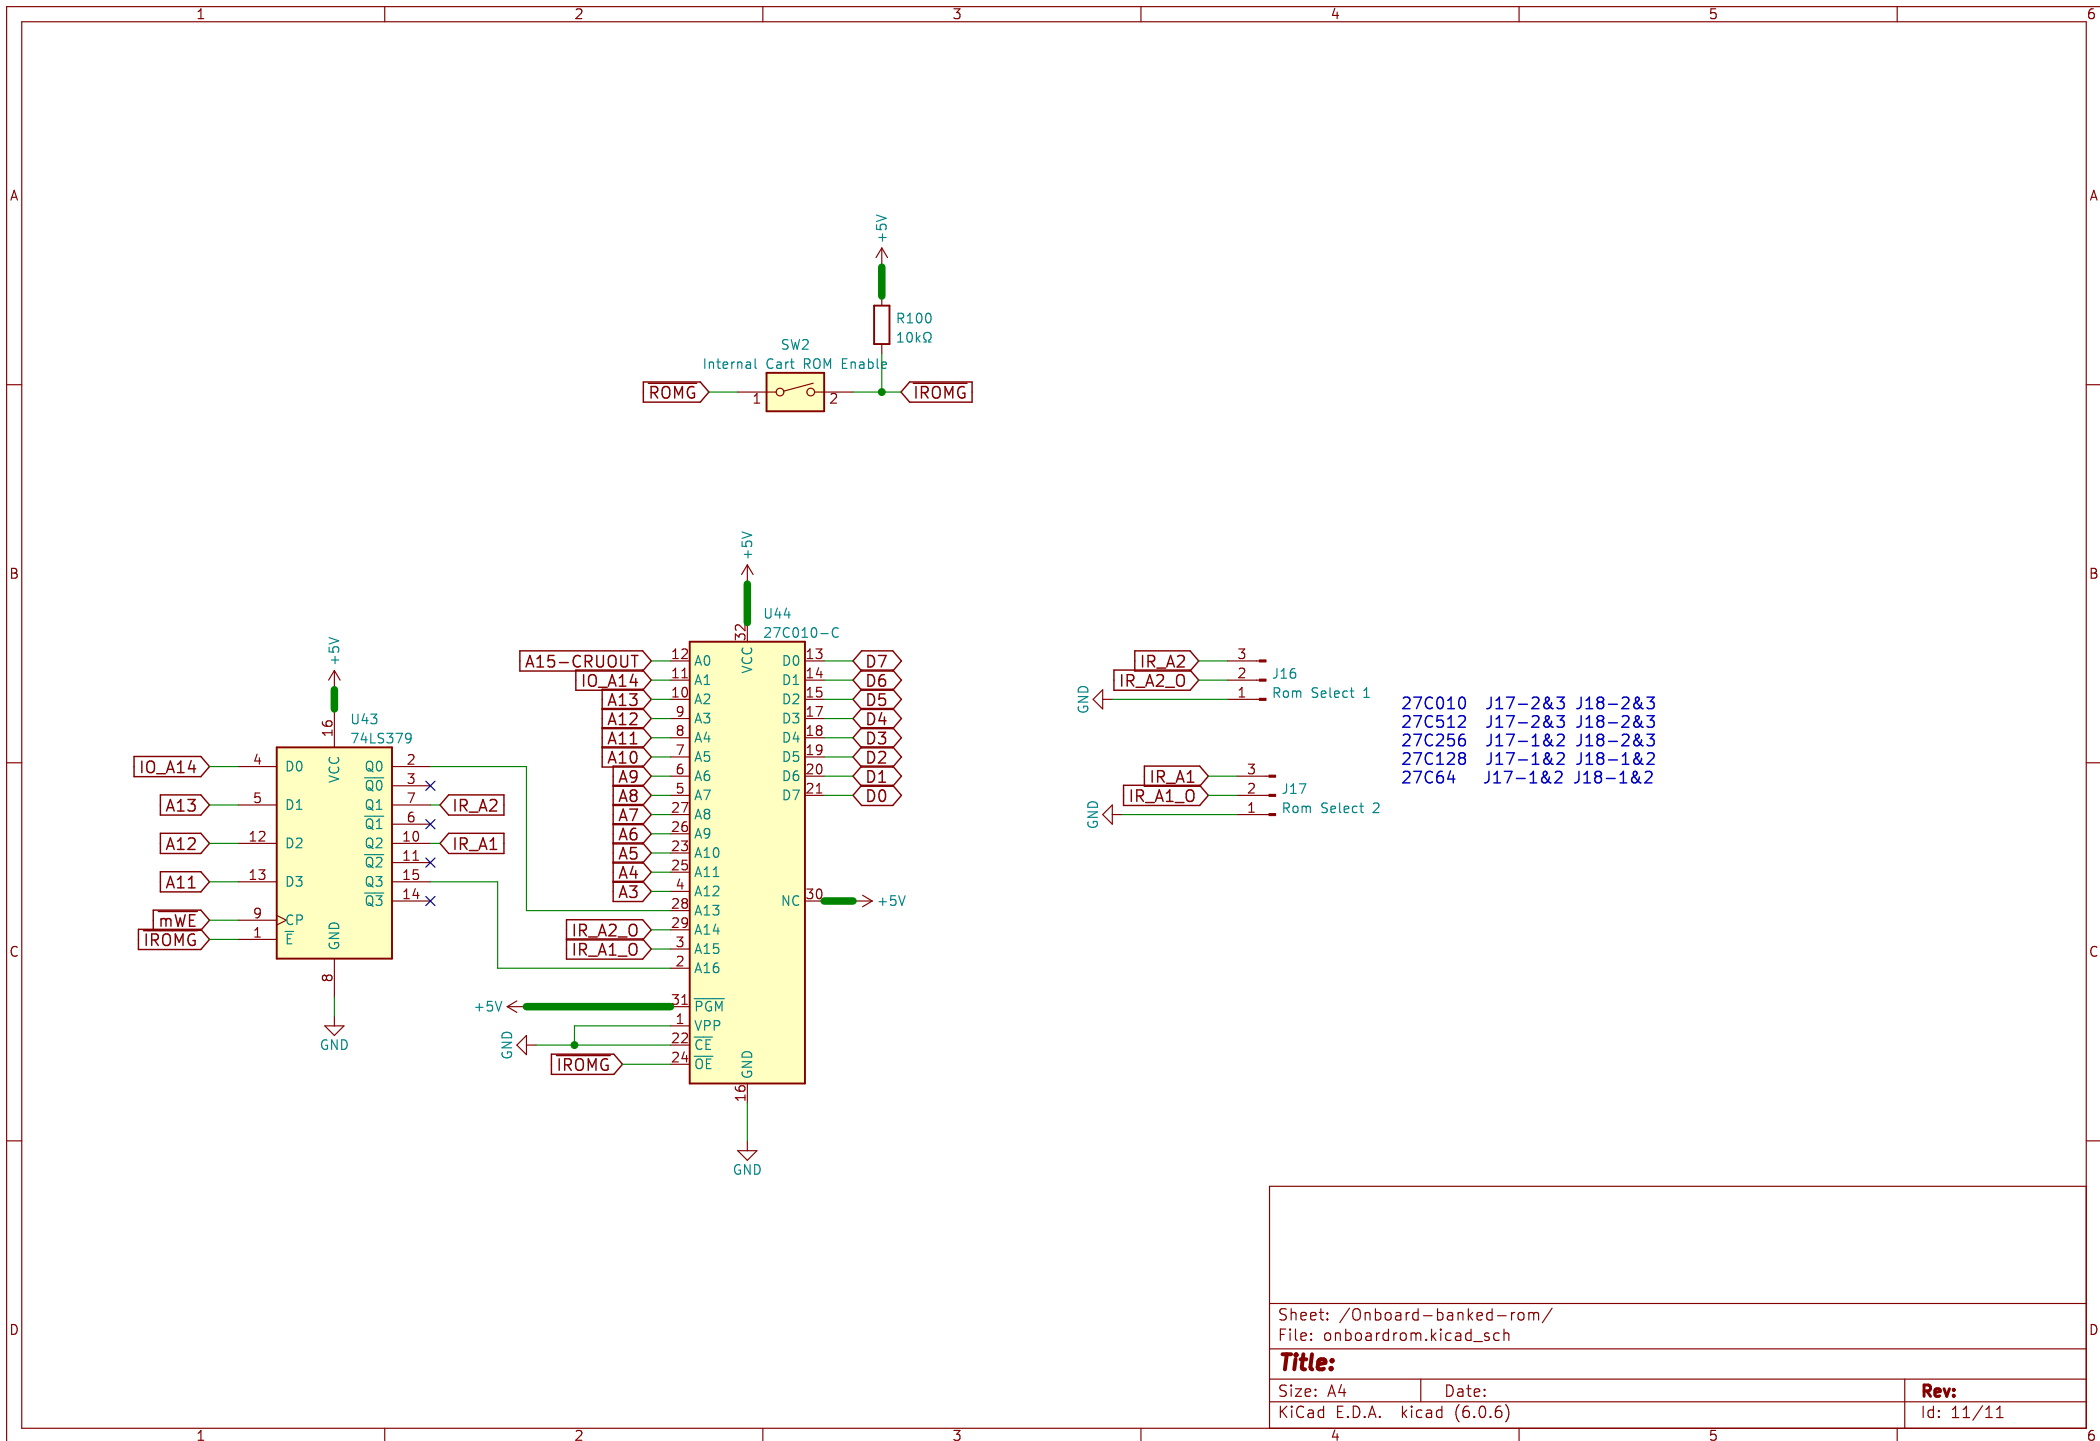 1 2 3 4 5 6
A A
B B
C C
D D
+5V
R100
10kΩ
SW2
Internal Cart ROM Enable
ROMG 1 2 IROMG
+5V
U44
27C010-C
32
VCC
A15-CRUOUT 12 A0 D0 13 D7
IO_A14 11 A1 D1 14 D6
A13 10 A2 D2 15 D5
A12 9 A3 D3 17 D4
A11 8 A4 D4 18 D3
A10 7 A5 D5 19 D2
A9 6 A6 D6 20 D1
A8 5 A7 D7 21 D0
A7 27 A8
A6 26 A9
A5 23 A10
A4 25 A11
A3 4 A12
28 A13
IR_A2_O 29 A14
IR_A1_O 3 A15
2 A16
NC 30 +5V
+5V 31 PGM
1 VPP
GND 22 CE
IROMG 24 OE
GND
16
GND
+5V
16
U43
74LS379
VCC
IO_A14 4 D0 Q0 2
Q0 3
A13 5 D1 Q1 7 IR_A2
Q1 6
A12 12 D2 Q2 10 IR_A1
Q2 11
A11 13 D3 Q3 15
Q3 14
mWE 9 CP
IROMG 1 E
GND
8
GND
IR_A2 3
IR_A2_O 2 J16
GND 1 Rom Select 1
IR_A1 3
IR_A1_O 2 J17
GND 1 Rom Select 2
27C010 J17-2&3 J18-2&3
27C512 J17-2&3 J18-2&3
27C256 J17-1&2 J18-2&3
27C128 J17-1&2 J18-1&2
27C64 J17-1&2 J18-1&2
Sheet: /Onboard-banked-rom/
File: onboardrom.kicad_sch
Title:
Size: A4 Date: Rev:
KiCad E.D.A. kicad (6.0.6) Id: 11/11
1 2 3 4 5 6